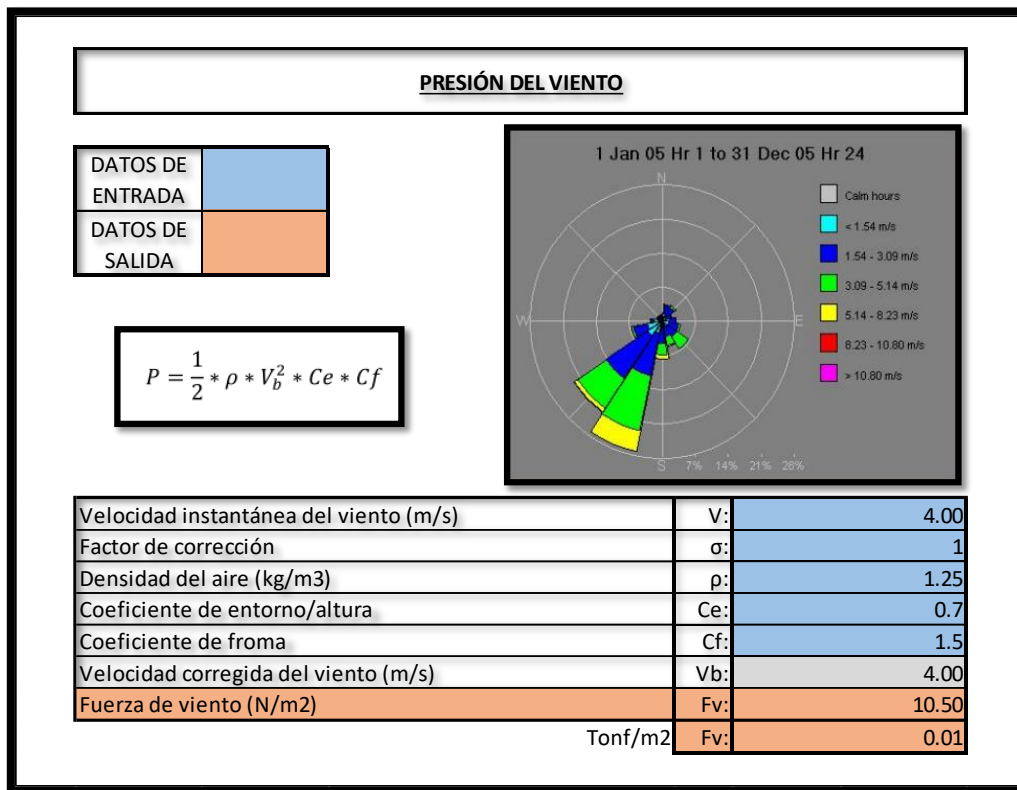 PRESIÓN DEL VIENTO
DATOS DE
ENTRADA
DATOS DE
SALIDA
P = 1/2 * ρ * V_b^2 * Ce * Cf
1 Jan 05 Hr 1 to 31 Dec 05 Hr 24
N
W
E
S
7% 14% 21% 28%
Calm hours
< 1.54 m/s
1.54 - 3.09 m/s
3.09 - 5.14 m/s
5.14 - 8.23 m/s
8.23 - 10.80 m/s
> 10.80 m/s
Velocidad instantánea del viento (m/s) V: 4.00
Factor de corrección σ: 1
Densidad del aire (kg/m3) ρ: 1.25
Coeficiente de entorno/altura Ce: 0.7
Coeficiente de froma Cf: 1.5
Velocidad corregida del viento (m/s) Vb: 4.00
Fuerza de viento (N/m2) Fv: 10.50
Tonf/m2 Fv: 0.01